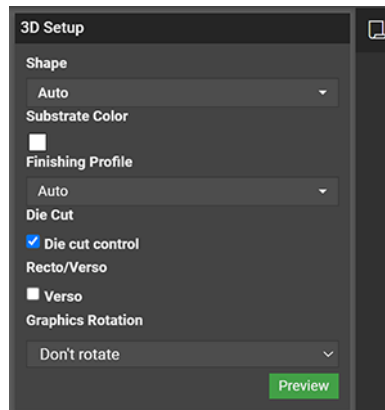 3D Setup
Shape
Auto
Substrate Color
Finishing Profile
Auto
Die Cut
Die cut control
Recto/Verso
Verso
Graphics Rotation
Don't rotate
Preview